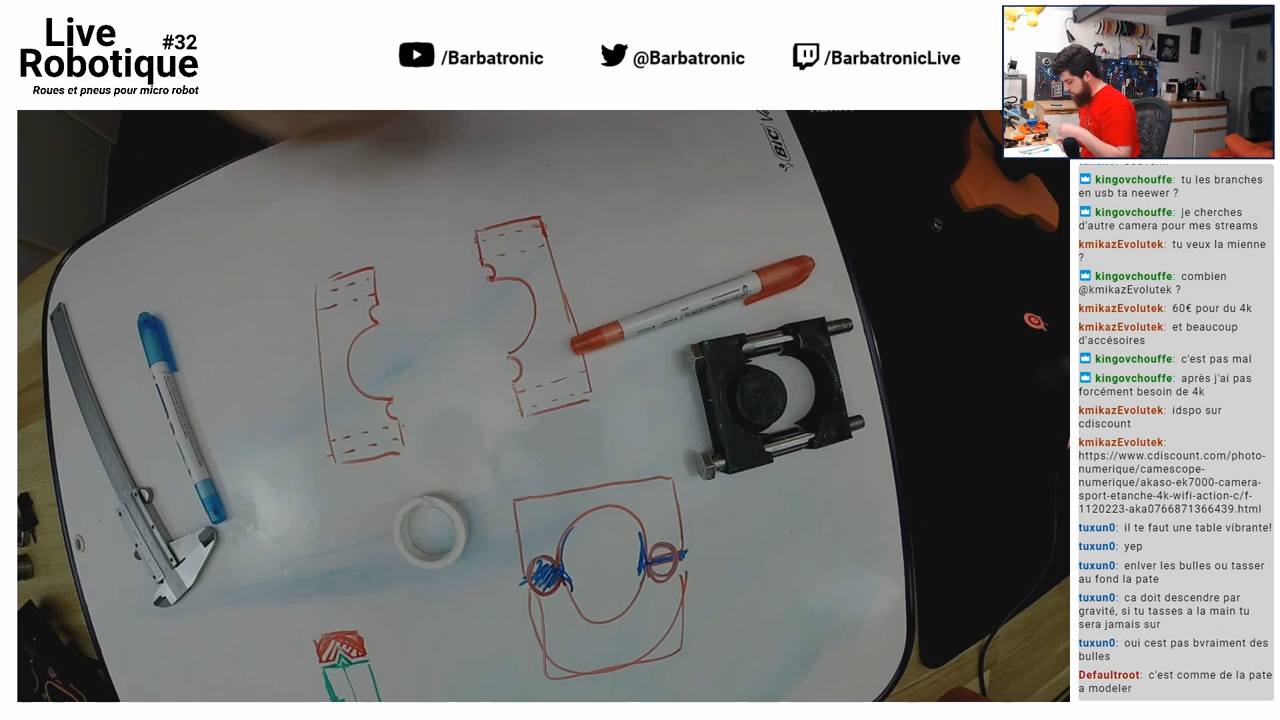 Live
Robotique #32
Roues et pneus pour micro robot
/Barbatronic
@Barbatronic
/BarbatronicLive
BIC
kingovchouffe: tu les branches
en usb ta neewer ?
kingovchouffe: je cherches
d'autre camera pour mes streams
kmikazEvolutek: tu veux la mienne
?
kingovchouffe: combien
@kmikazEvolutek ?
kmikazEvolutek: 60€ pour du 4k
kmikazEvolutek: et beaucoup
d'accésoires
kingovchouffe: c'est pas mal
kingovchouffe: après j'ai pas
forcément besoin de 4k
kmikazEvolutek: idspo sur
cdiscount
kmikazEvolutek:
https://www.cdiscount.com/photo-
numerique/camescope-
numerique/akaso-ek7000-camera-
sport-etanche-4k-wifi-action-c/f-
1120223-aka0766871366439.html
tuxun0: il te faut une table vibrante!
tuxun0: yep
tuxun0: enlver les bulles ou tasser
au fond la pate
tuxun0: ca doit descendre par
gravité, si tu tasses a la main tu
sera jamais sur
tuxun0: oui cest pas bvraiment des
bulles
Defaultroot: c'est comme de la pate
a modeler